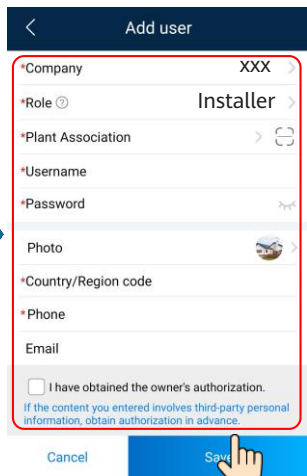 Add user
*Company xxx
*Role Installer
*Plant Association
*Username
*Password
Photo
*Country/Region code
*Phone
Email
I have obtained the owner's authorization.
If the content you entered involves third-party personal
information, obtain authorization in advance.
Cancel Save